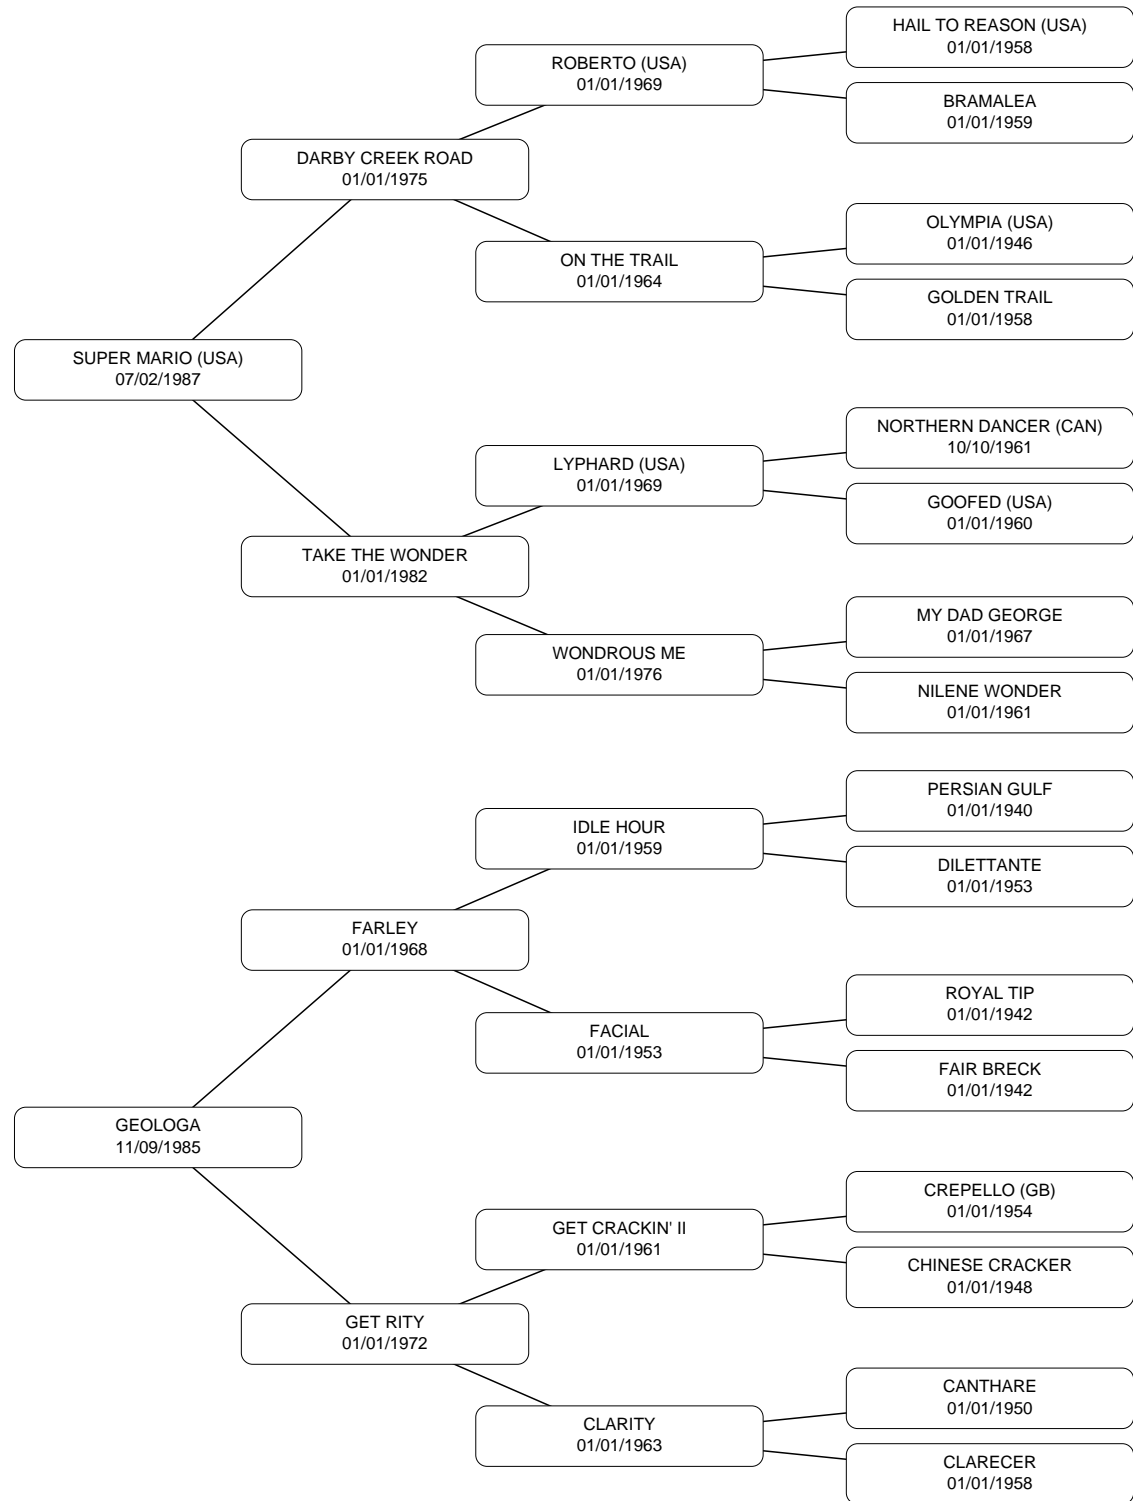 HAIL TO REASON (USA)
01/01/1958
ROBERTO (USA)
01/01/1969
BRAMALEA
01/01/1959
DARBY CREEK ROAD
01/01/1975
OLYMPIA (USA)
01/01/1946
ON THE TRAIL
01/01/1964
GOLDEN TRAIL
01/01/1958
SUPER MARIO (USA)
07/02/1987
NORTHERN DANCER (CAN)
10/10/1961
LYPHARD (USA)
01/01/1969
GOOFED (USA)
01/01/1960
TAKE THE WONDER
01/01/1982
MY DAD GEORGE
01/01/1967
WONDROUS ME
01/01/1976
NILENE WONDER
01/01/1961
PERSIAN GULF
01/01/1940
IDLE HOUR
01/01/1959
DILETTANTE
01/01/1953
FARLEY
01/01/1968
ROYAL TIP
01/01/1942
FACIAL
01/01/1953
FAIR BRECK
01/01/1942
GEOLOGA
11/09/1985
CREPELLO (GB)
01/01/1954
GET CRACKIN' II
01/01/1961
CHINESE CRACKER
01/01/1948
GET RITY
01/01/1972
CANTHARE
01/01/1950
CLARITY
01/01/1963
CLARECER
01/01/1958